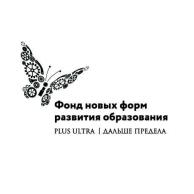 Фонд новых форм
развития образования
PLUS ULTRA | ДАЛЬШЕ ПРЕДЕЛА